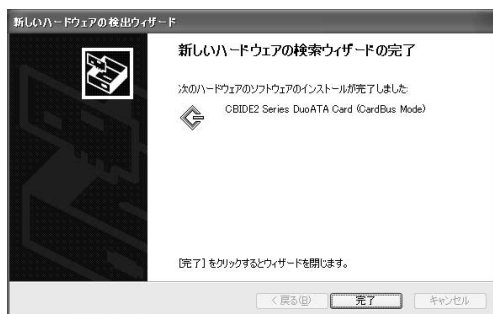 新しいハードウェアの検出ウィザード
新しいハードウェアの検索ウィザードの完了
次のハードウェアのソフトウェアのインストールが完了しました:
CBIDE2 Series DuoATA Card (CardBus Mode)
[完了] をクリックするとウィザードを閉じます。
< 戻る(B)
完了
キャンセル